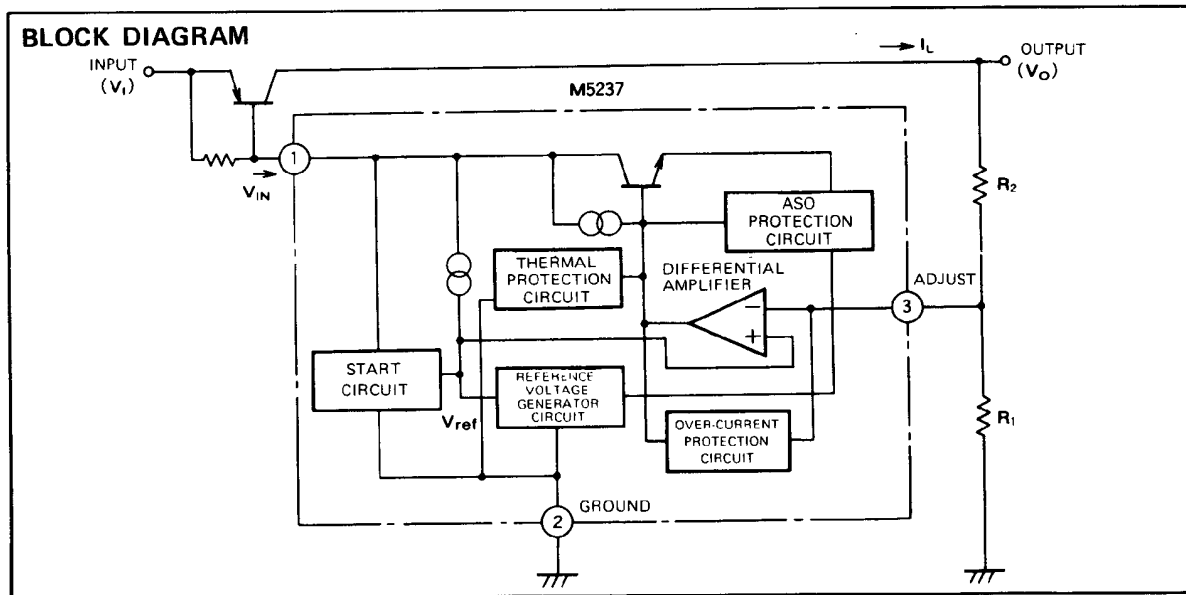 BLOCK DIAGRAM
INPUT
(VI)
IL
OUTPUT
(VO)
M5237
1
VIN
R2
ASO
PROTECTION
CIRCUIT
THERMAL
PROTECTION
CIRCUIT
DIFFERENTIAL
AMPLIFIER
ADJUST
3
−
+
START
CIRCUIT
Vref
REFERENCE
VOLTAGE
GENERATOR
CIRCUIT
OVER-CURRENT
PROTECTION
CIRCUIT
R1
GROUND
2